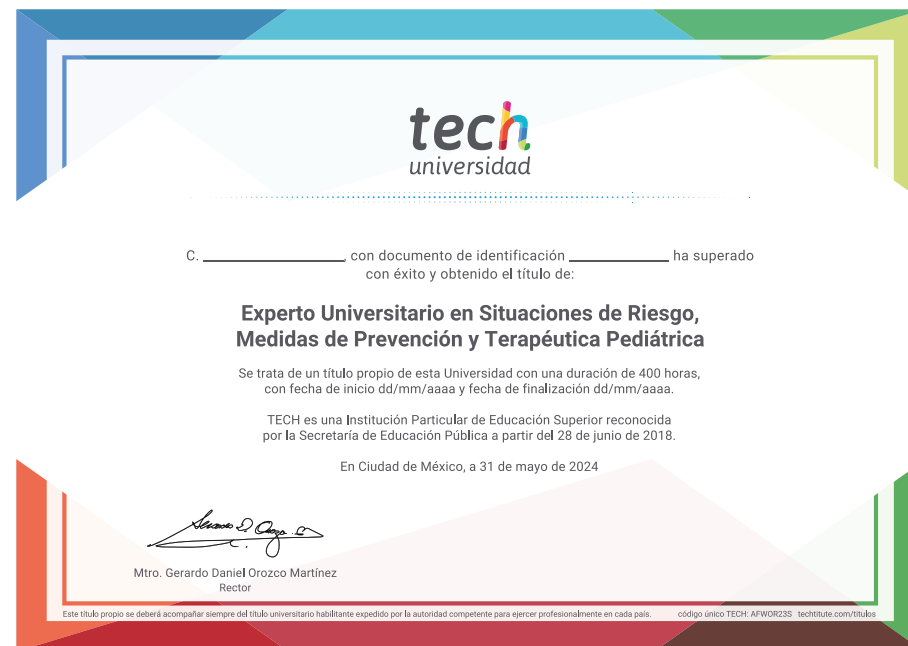 tech
universidad
C. ____________, con documento de identificación ____________ ha superado
con éxito y obtenido el título de:
Experto Universitario en Situaciones de Riesgo,
Medidas de Prevención y Terapéutica Pediátrica
Se trata de un título propio de esta Universidad con una duración de 400 horas,
con fecha de inicio dd/mm/aaaa y fecha de finalización dd/mm/aaaa.
TECH es una Institución Particular de Educación Superior reconocida
por la Secretaría de Educación Pública a partir del 28 de junio de 2018.
En Ciudad de México, a 31 de mayo de 2024
Mtro. Gerardo Daniel Orozco Martínez
Rector
Este título propio se deberá acompañar siempre del título universitario habilitante expedido por la autoridad competente para ejercer profesionalmente en cada país. código único TECH: AFWOR23S techtitute.com/titulos